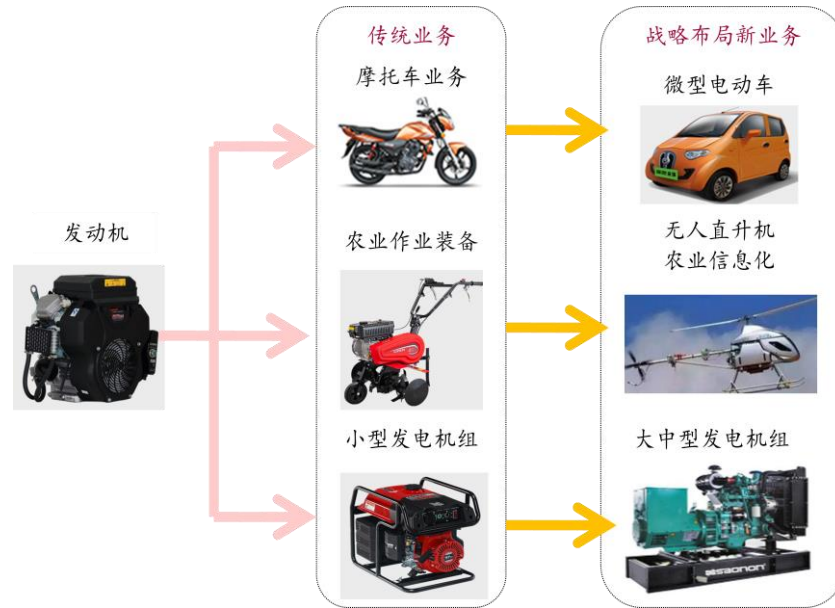 传统业务
战略布局新业务
摩托车业务
微型电动车
发动机
农业作业装备
无人直升机
农业信息化
小型发电机组
大中型发电机组
SAONON